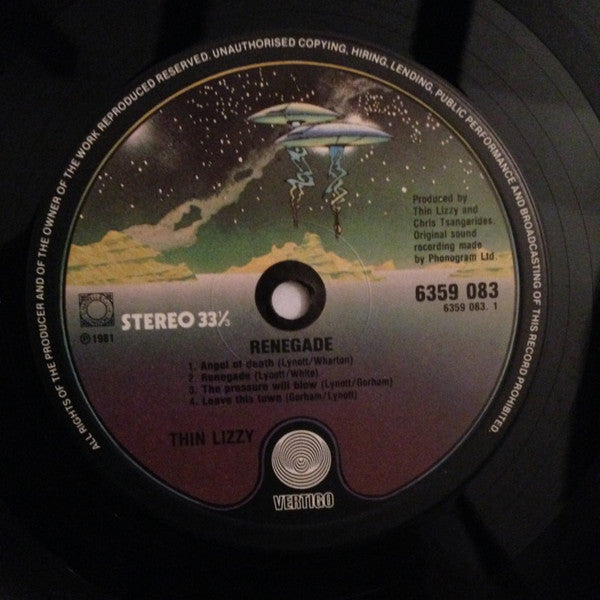 ALL RIGHTS OF THE PRODUCER AND OF THE OWNER OF THE WORK REPRODUCED RESERVED. UNAUTHORISED COPYING, HIRING, LENDING, PUBLIC PERFORMANCE AND BROADCASTING OF THIS RECORD PROHIBITED.
Produced by
Thin Lizzy and
Chris Tsangarides.
Original sound
recording made
by Phonogram Ltd.
6359 083
6359 083. 1
STEREO 33⅓
℗ 1981
RENEGADE
1. Angel of death (Lynott/Wharton)
2. Renegade (Lynott/White)
3. The pressure will blow (Lynott/Gorham)
4. Leave this town (Gorham/Lynott)
THIN LIZZY
VERTIGO